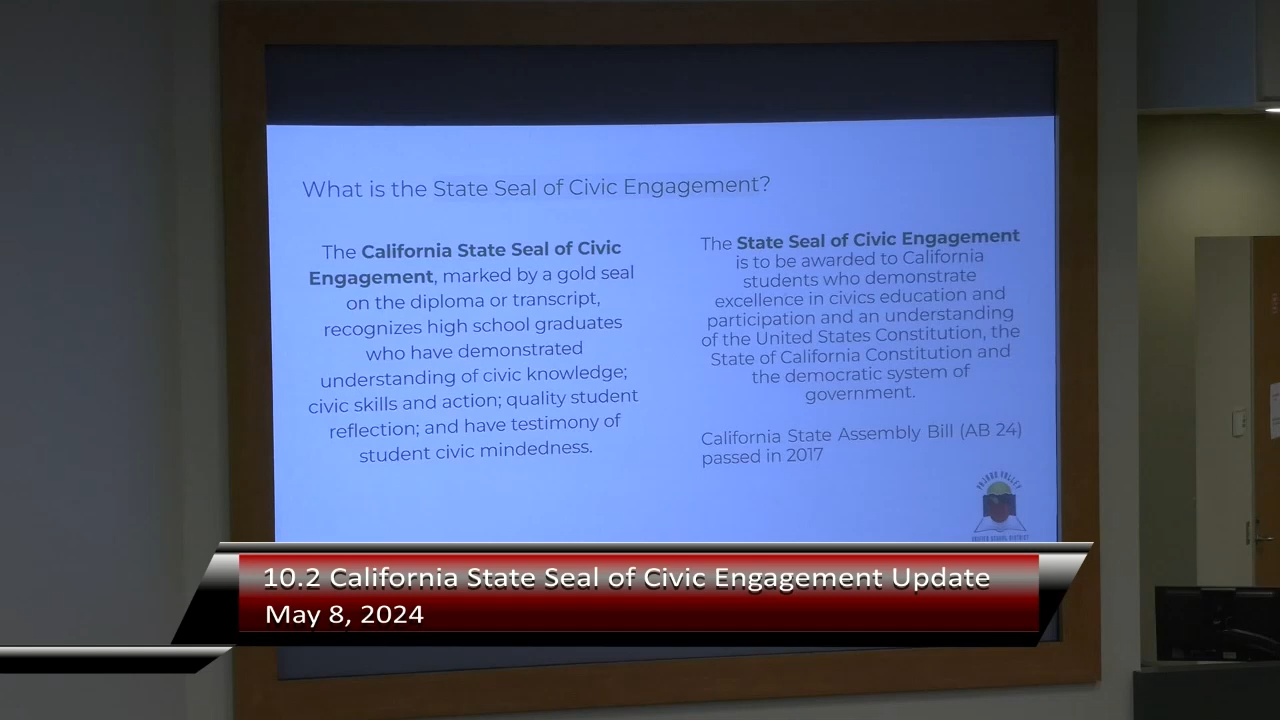 What is the State Seal of Civic Engagement?
The California State Seal of Civic
Engagement, marked by a gold seal
on the diploma or transcript,
recognizes high school graduates
who have demonstrated
understanding of civic knowledge;
civic skills and action; quality student
reflection; and have testimony of
student civic mindedness.
The State Seal of Civic Engagement
is to be awarded to California
students who demonstrate
excellence in civics education and
participation and an understanding
of the United States Constitution, the
State of California Constitution and
the democratic system of
government.
California State Assembly Bill (AB 24)
passed in 2017
PAJARO VALLEY
UNIFIED SCHOOL DISTRICT
10.2 California State Seal of Civic Engagement Update
May 8, 2024